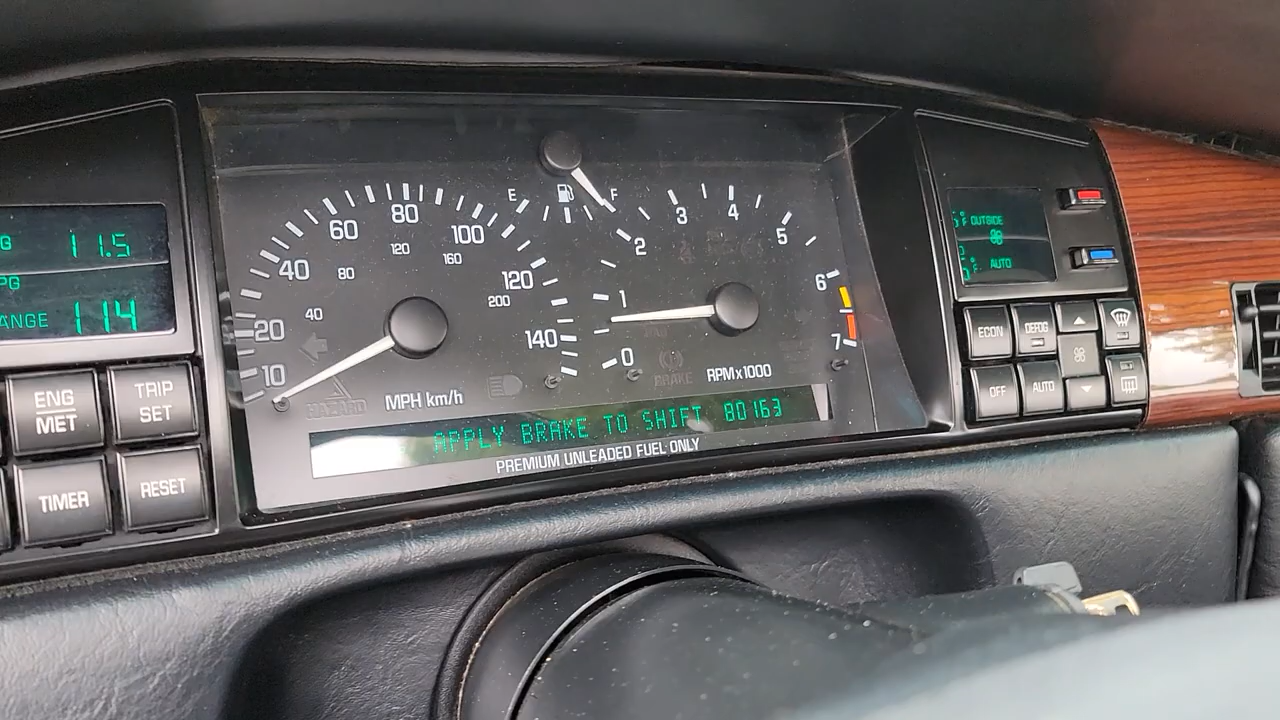 11.5
114
ENG MET
TRIP SET
TIMER
RESET
10
20
40
60
80
100
120
140
40
80
120
160
200
MPH km/h
HAZARD
E
F
0
1
2
3
4
5
6
7
RPMx1000
BRAKE
APPLY BRAKE TO SHIFT 80163
PREMIUM UNLEADED FUEL ONLY
°F OUTSIDE
°F AUTO
ECON
DEFOG
OFF
AUTO